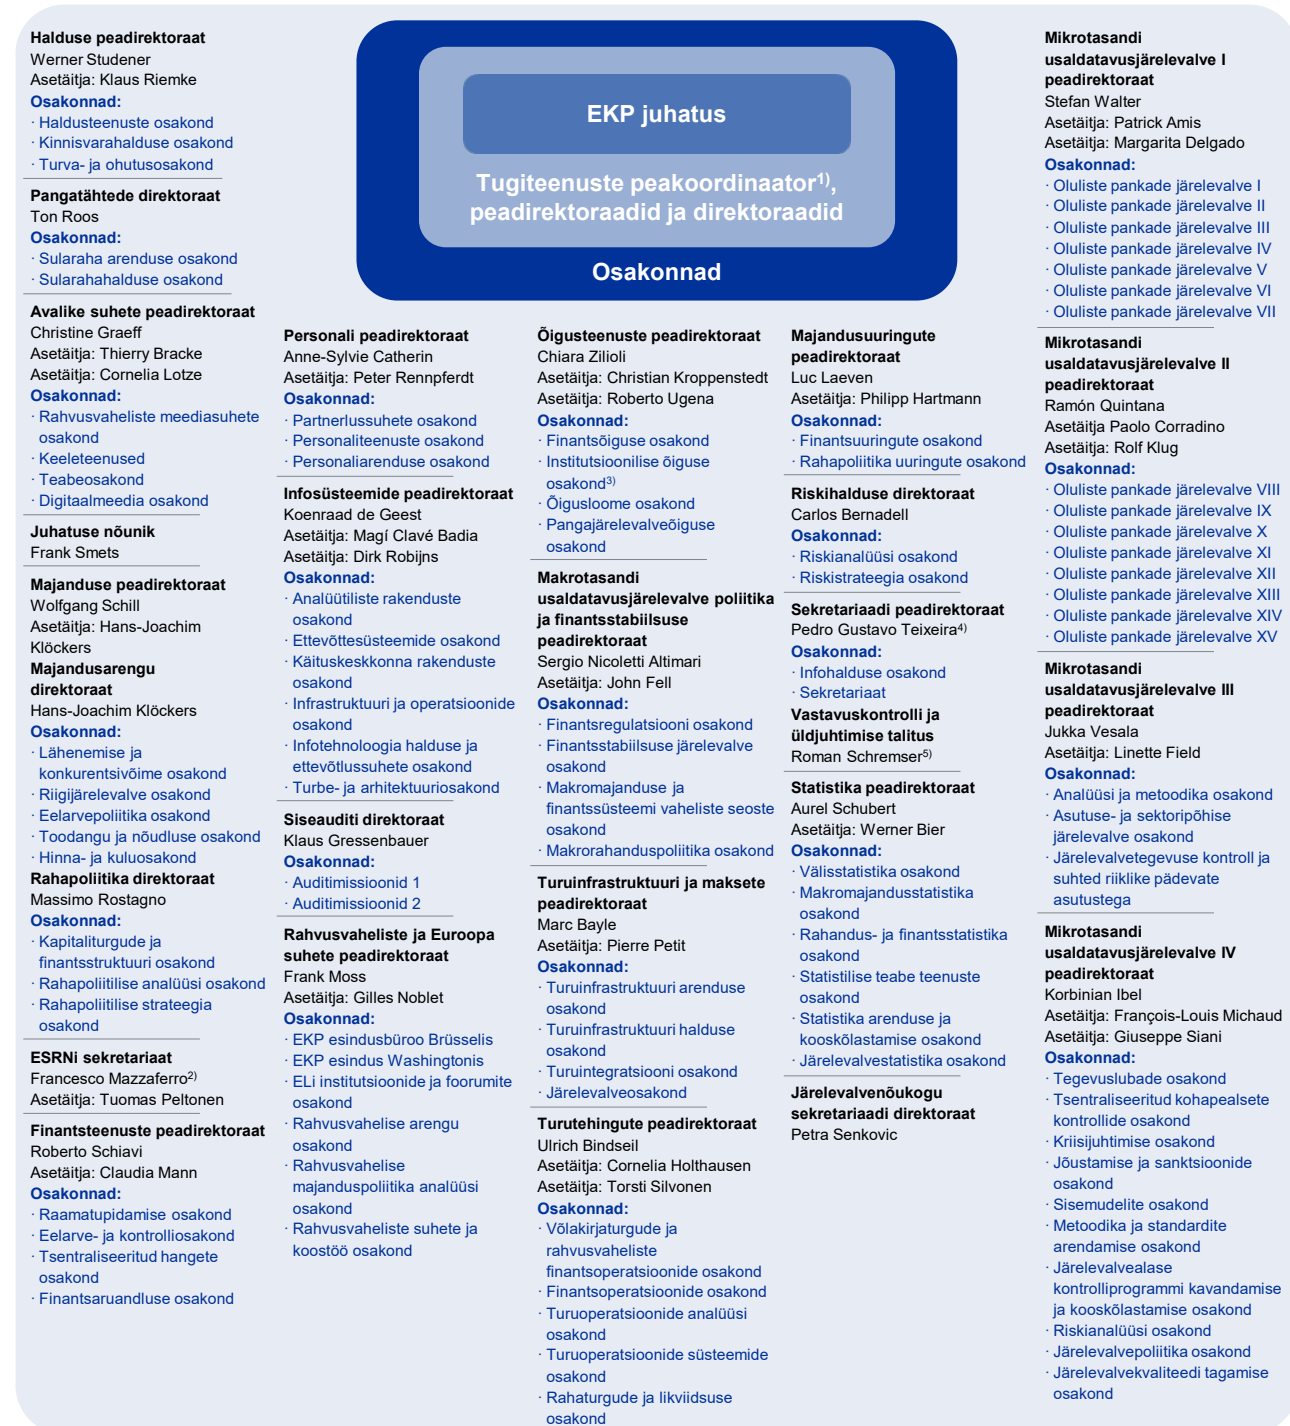 Halduse peadirektoraat
Werner Studener
Asetäitja: Klaus Riemke
Osakonnad:
· Haldusteenuste osakond
· Kinnisvarahalduse osakond
· Turva- ja ohutusosakond
Pangatähtede direktoraat
Ton Roos
Osakonnad:
· Sularaha arenduse osakond
· Sularahahalduse osakond
Avalike suhete peadirektoraat
Christine Graeff
Asetäitja: Thierry Bracke
Asetäitja: Cornelia Lotze
Osakonnad:
· Rahvusvaheliste meediasuhete
osakond
· Keeleteenused
· Teabeosakond
· Digitaalmeedia osakond
Juhatuse nõunik
Frank Smets
Majanduse peadirektoraat
Wolfgang Schill
Asetäitja: Hans-Joachim
Klöckers
Majandusarengu
direktoraat
Hans-Joachim Klöckers
Osakonnad:
· Lähenemise ja
konkurentsivõime osakond
· Riigijärelevalve osakond
· Eelarvepoliitika osakond
· Toodangu ja nõudluse osakond
· Hinna- ja kuluosakond
Rahapoliitika direktoraat
Massimo Rostagno
Osakonnad:
· Kapitaliturgude ja
finantsstruktuuri osakond
· Rahapoliitilise analüüsi osakond
· Rahapoliitilise strateegia
osakond
ESRNi sekretariaat
Francesco Mazzaferro2)
Asetäitja: Tuomas Peltonen
Finantsteenuste peadirektoraat
Roberto Schiavi
Asetäitja: Claudia Mann
Osakonnad:
· Raamatupidamise osakond
· Eelarve- ja kontrolliosakond
· Tsentraliseeritud hangete
osakond
· Finantsaruandluse osakond
EKP juhatus
Tugiteenuste peakoordinaator1),
peadirektoraadid ja direktoraadid
Osakonnad
Personali peadirektoraat
Anne-Sylvie Catherin
Asetäitja: Peter Rennpferdt
Osakonnad:
· Partnerlussuhete osakond
· Personaliteenuste osakond
· Personaliarenduse osakond
Infosüsteemide peadirektoraat
Koenraad de Geest
Asetäitja: Magí Clavé Badia
Asetäitja: Dirk Robijns
Osakonnad:
· Analüütiliste rakenduste
osakond
· Ettevõttesüsteemide osakond
· Käituskeskkonna rakenduste
osakond
· Infrastruktuuri ja operatsioonide
osakond
· Infotehnoloogia halduse ja
ettevõtlussuhete osakond
· Turbe- ja arhitektuuriosakond
Siseauditi direktoraat
Klaus Gressenbauer
Osakonnad:
· Auditimissioonid 1
· Auditimissioonid 2
Rahvusvaheliste ja Euroopa
suhete peadirektoraat
Frank Moss
Asetäitja: Gilles Noblet
Osakonnad:
· EKP esindusbüroo Brüsselis
· EKP esindus Washingtonis
· ELi institutsioonide ja foorumite
osakond
· Rahvusvahelise arengu
osakond
· Rahvusvahelise
majanduspoliitika analüüsi
osakond
· Rahvusvaheliste suhete ja
koostöö osakond
Õigusteenuste peadirektoraat
Chiara Zilioli
Asetäitja: Christian Kroppenstedt
Asetäitja: Roberto Ugena
Osakonnad:
· Finantsõiguse osakond
· Institutsioonilise õiguse
osakond3)
· Õigusloome osakond
· Pangajärelevalveõiguse
osakond
Makrotasandi
usaldatavusjärelevalve poliitika
ja finantsstabiilsuse
peadirektoraat
Sergio Nicoletti Altimari
Asetäitja: John Fell
Osakonnad:
· Finantsregulatsiooni osakond
· Finantsstabiilsuse järelevalve
osakond
· Makromajanduse ja
finantssüsteemi vaheliste seoste
osakond
· Makrorahanduspoliitika osakond
Turuinfrastruktuuri ja maksete
peadirektoraat
Marc Bayle
Asetäitja: Pierre Petit
Osakonnad:
· Turuinfrastruktuuri arenduse
osakond
· Turuinfrastruktuuri halduse
osakond
· Turuintegratsiooni osakond
· Järelevalveosakond
Turutehingute peadirektoraat
Ulrich Bindseil
Asetäitja: Cornelia Holthausen
Asetäitja: Torsti Silvonen
Osakonnad:
· Võlakirjaturgude ja
rahvusvaheliste
finantsoperatsioonide osakond
· Finantsoperatsioonide osakond
· Turuoperatsioonide analüüsi
osakond
· Turuoperatsioonide süsteemide
osakond
· Rahaturgude ja likviidsuse
osakond
Majandusuuringute
peadirektoraat
Luc Laeven
Asetäitja: Philipp Hartmann
Osakonnad:
· Finantsuuringute osakond
· Rahapoliitika uuringute osakond
Riskihalduse direktoraat
Carlos Bernadell
Osakonnad:
· Riskianalüüsi osakond
· Riskistrateegia osakond
Sekretariaadi peadirektoraat
Pedro Gustavo Teixeira4)
Osakonnad:
· Infohalduse osakond
· Sekretariaat
Vastavuskontrolli ja
üldjuhtimise talitus
Roman Schremser5)
Statistika peadirektoraat
Aurel Schubert
Asetäitja: Werner Bier
Osakonnad:
· Välisstatistika osakond
· Makromajandusstatistika
osakond
· Rahandus- ja finantsstatistika
osakond
· Statistilise teabe teenuste
osakond
· Statistika arenduse ja
kooskõlastamise osakond
· Järelevalvestatistika osakond
Järelevalvenõukogu
sekretariaadi direktoraat
Petra Senkovic
Mikrotasandi
usaldatavusjärelevalve I
peadirektoraat
Stefan Walter
Asetäitja: Patrick Amis
Asetäitja: Margarita Delgado
Osakonnad:
· Oluliste pankade järelevalve I
· Oluliste pankade järelevalve II
· Oluliste pankade järelevalve III
· Oluliste pankade järelevalve IV
· Oluliste pankade järelevalve V
· Oluliste pankade järelevalve VI
· Oluliste pankade järelevalve VII
Mikrotasandi
usaldatavusjärelevalve II
peadirektoraat
Ramón Quintana
Asetäitja Paolo Corradino
Asetäitja: Rolf Klug
Osakonnad:
· Oluliste pankade järelevalve VIII
· Oluliste pankade järelevalve IX
· Oluliste pankade järelevalve X
· Oluliste pankade järelevalve XI
· Oluliste pankade järelevalve XII
· Oluliste pankade järelevalve XIII
· Oluliste pankade järelevalve XIV
· Oluliste pankade järelevalve XV
Mikrotasandi
usaldatavusjärelevalve III
peadirektoraat
Jukka Vesala
Asetäitja: Linette Field
Osakonnad:
· Analüüsi ja metoodika osakond
· Asutuse- ja sektoripõhise
järelevalve osakond
· Järelevalvetegevuse kontroll ja
suhted riiklike pädevate
asutustega
Mikrotasandi
usaldatavusjärelevalve IV
peadirektoraat
Korbinian Ibel
Asetäitja: François-Louis Michaud
Asetäitja: Giuseppe Siani
Osakonnad:
· Tegevuslubade osakond
· Tsentraliseeritud kohapealsete
kontrollide osakond
· Kriisijuhtimise osakond
· Jõustamise ja sanktsioonide
osakond
· Sisemudelite osakond
· Metoodika ja standardite
arendamise osakond
· Järelevalvealase
kontrolliprogrammi kavandamise
ja kooskõlastamise osakond
· Riskianalüüsi osakond
· Järelevalvepoliitika osakond
· Järelevalvekvaliteedi tagamise
osakond